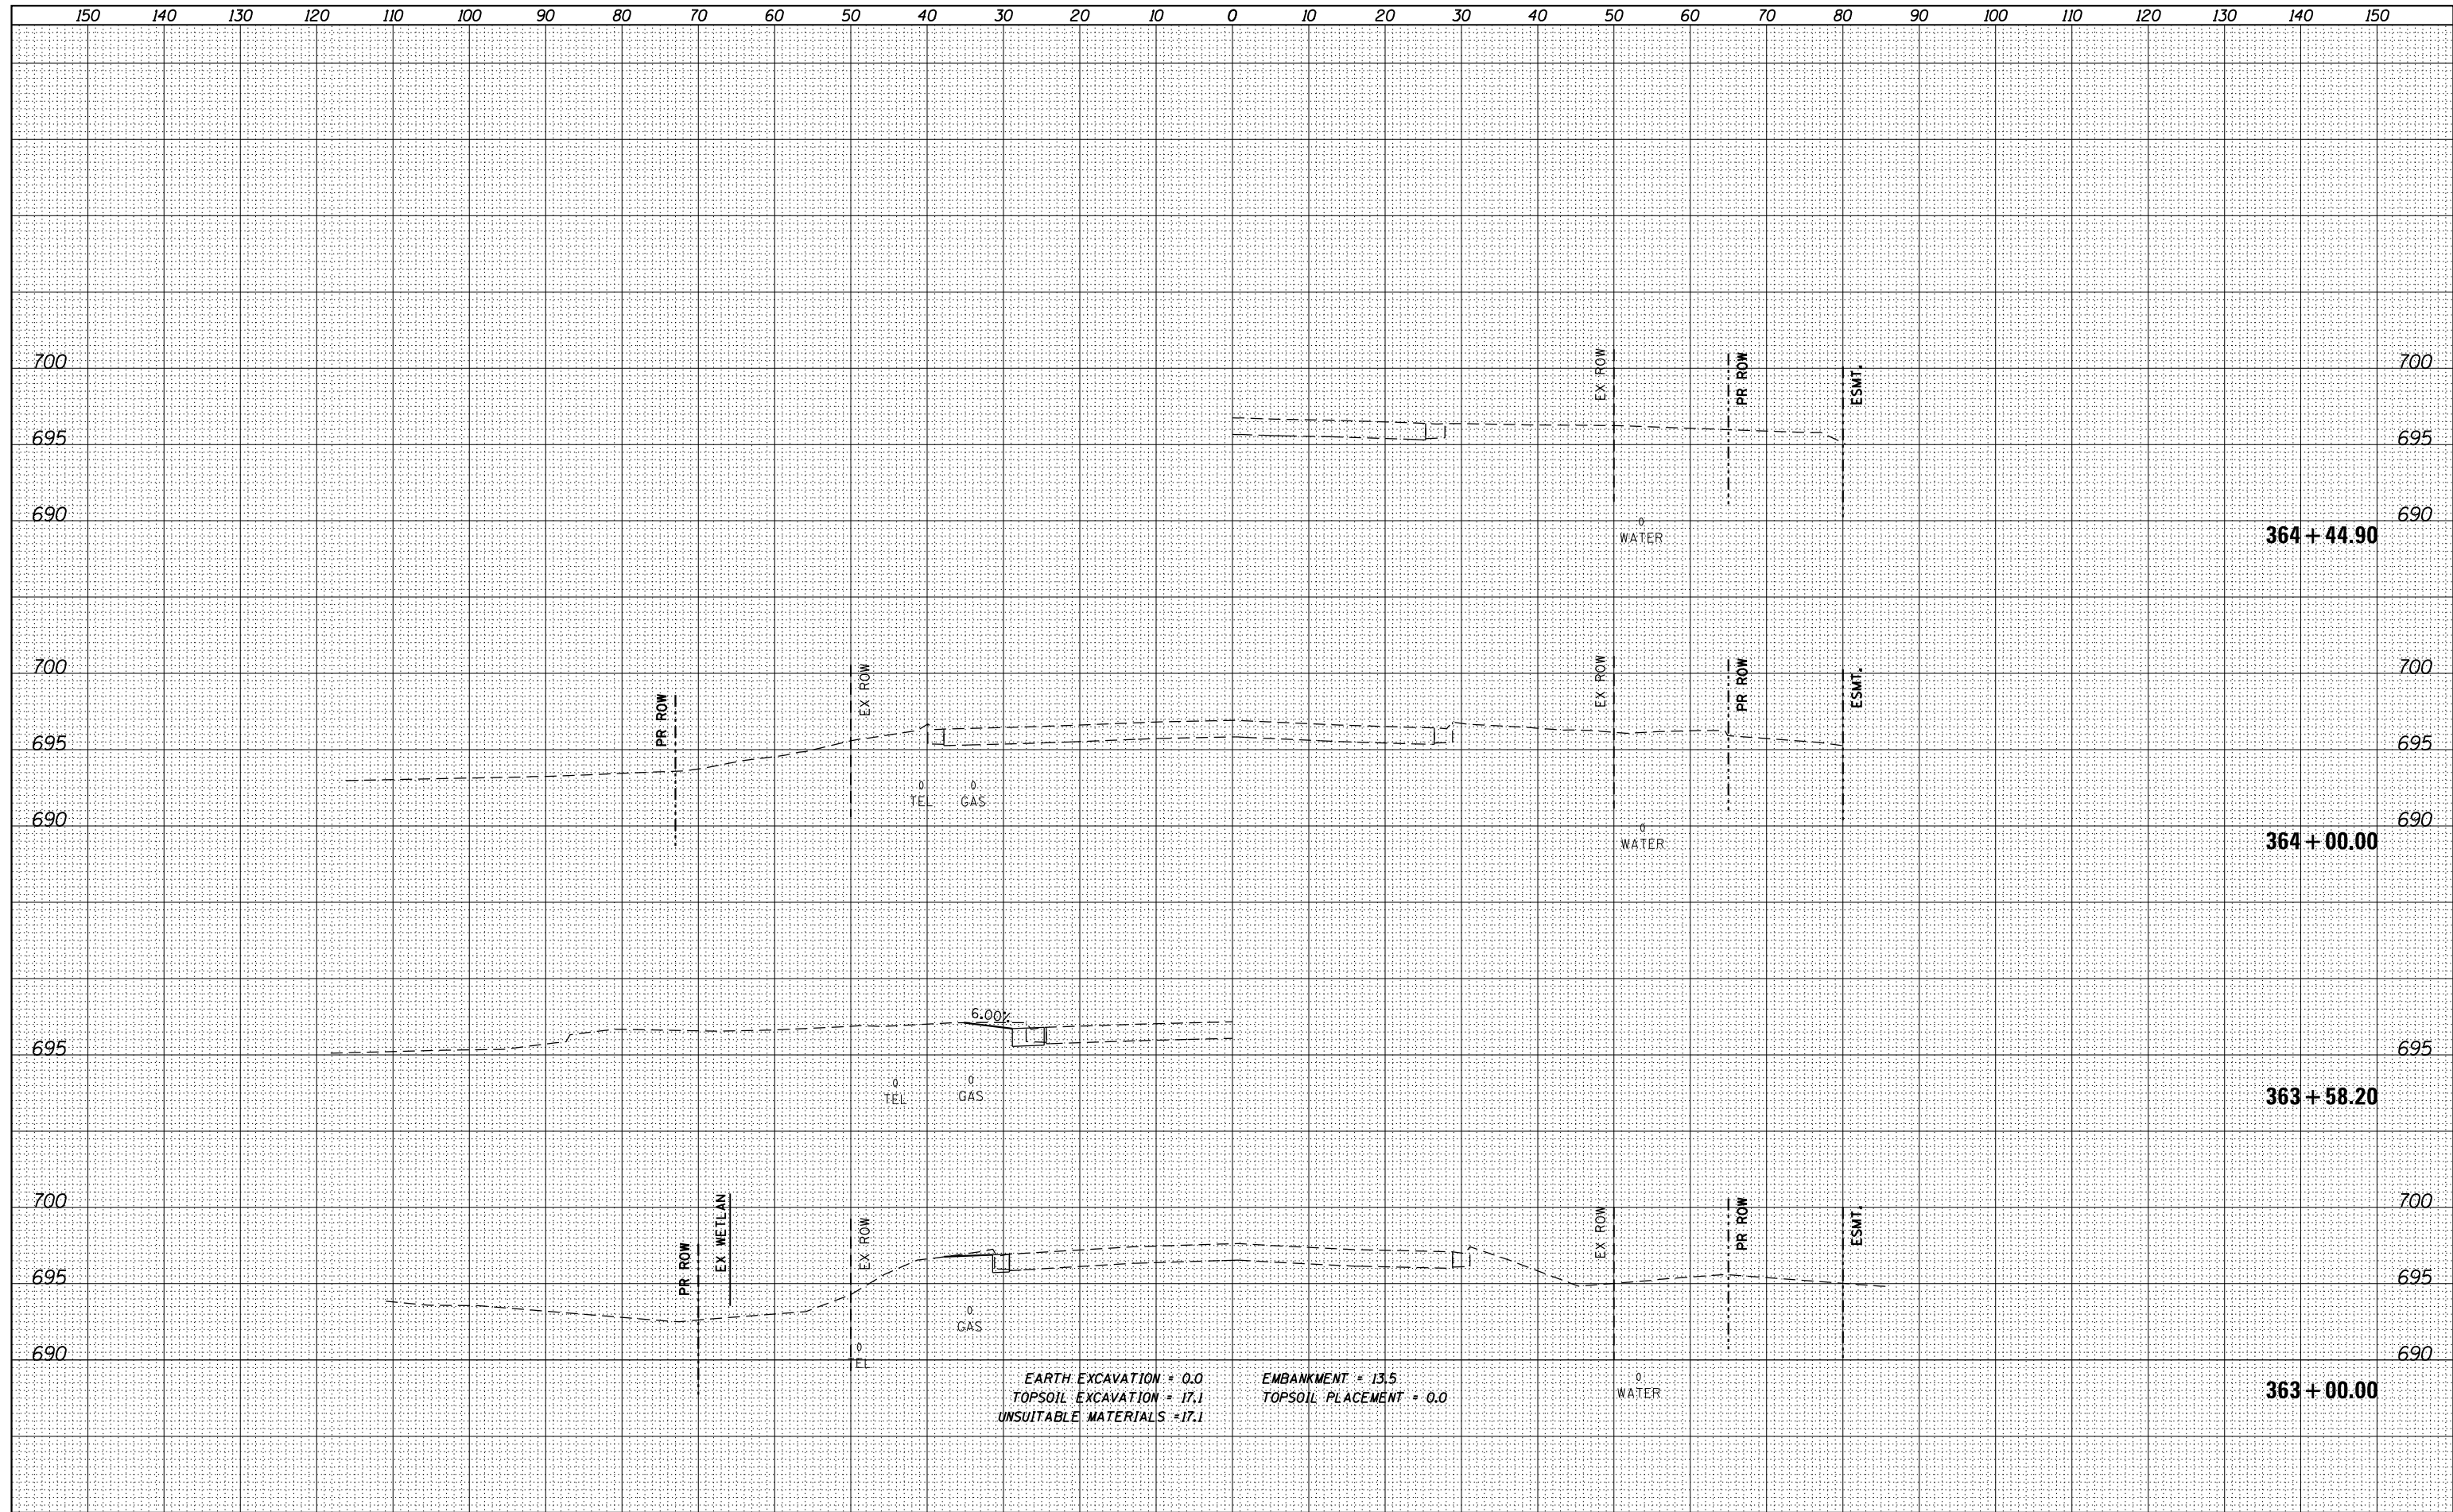 150 140 130 120 110 100 90 80 70 60 50 40 30 20 10 0 10 20 30 40 50 60 70 80 90 100 110 120 130 140 150
EX ROW
PR ROW
ESMT.
700 700
695 695
690 690
0
WATER
364+44.90
PR ROW
EX ROW
EX ROW
PR ROW
ESMT.
700 700
695 695
0 0
TEL GAS
690 690
0
WATER
364+00.00
6.00%
695 695
0 0
TEL GAS
363+58.20
PR ROW
EX WETLAN
EX ROW
EX ROW
PR ROW
ESMT.
700 700
695 695
0
GAS
0
TEL
690 690
0
WATER
EARTH EXCAVATION = 0.0 EMBANKMENT = 13.5
TOPSOIL EXCAVATION = 17.1 TOPSOIL PLACEMENT = 0.0
UNSUITABLE MATERIALS =17.1
363+00.00